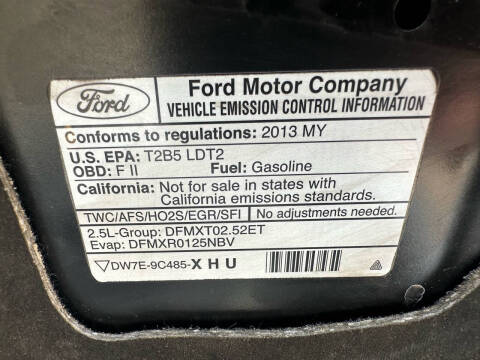 Ford
Ford Motor Company
VEHICLE EMISSION CONTROL INFORMATION
Conforms to regulations: 2013 MY
U.S. EPA: T2B5 LDT2
OBD: F II Fuel: Gasoline
California: Not for sale in states with
California emissions standards.
TWC/AFS/HO2S/EGR/SFI No adjustments needed.
2.5L-Group: DFMXT02.52ET
Evap: DFMXR0125NBV
DW7E-9C485-X H U